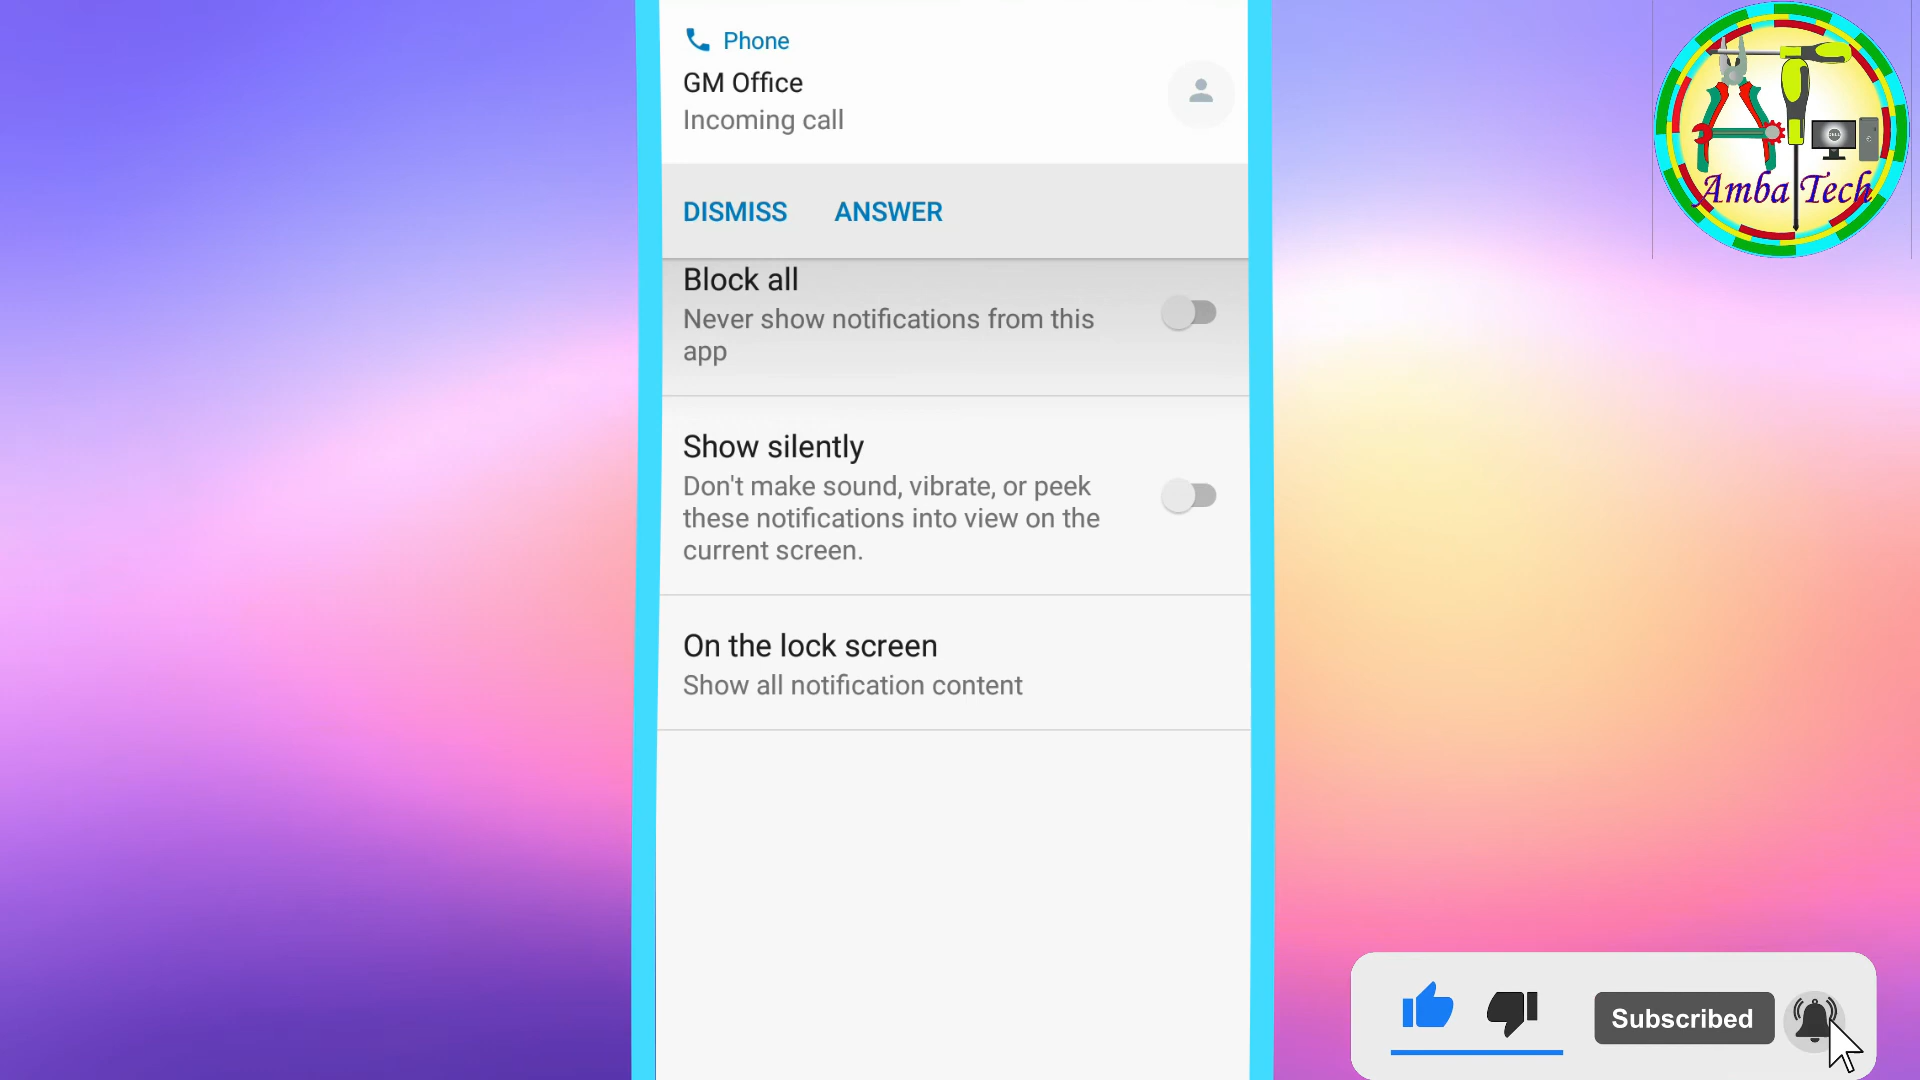 Phone
GM Office
Incoming call
DISMISS ANSWER
Block all
Never show notifications from this
app
Show silently
Don't make sound, vibrate, or peek
these notifications into view on the
current screen.
On the lock screen
Show all notification content
Amba Tech
Subscribed